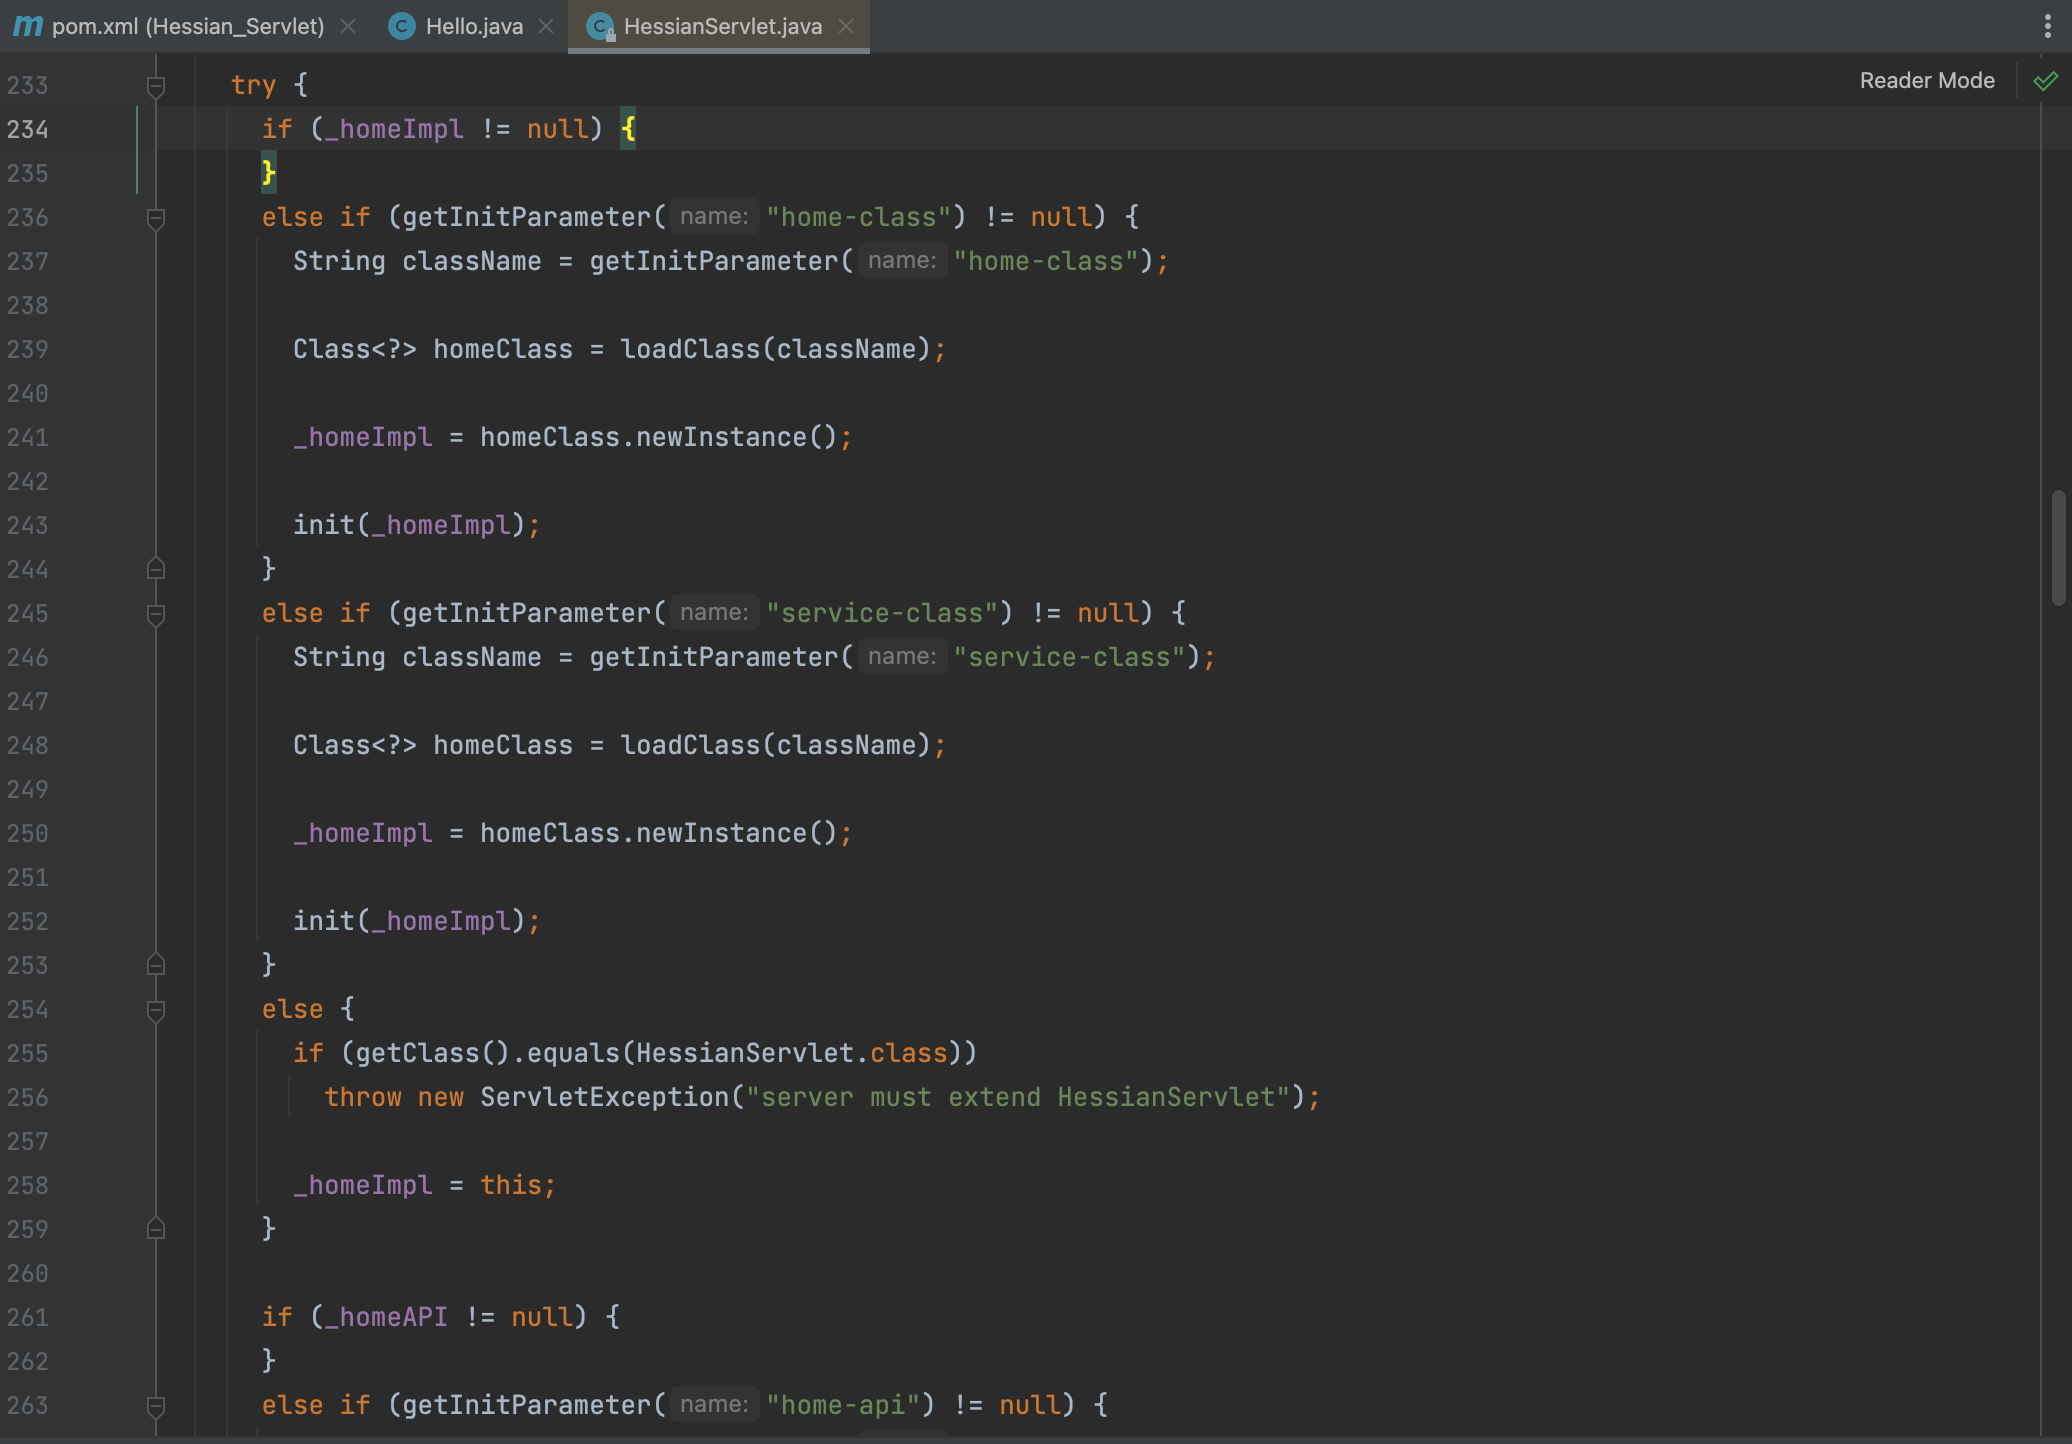 pom.xml (Hessian_Servlet) Hello.java HessianServlet.java
Reader Mode
233 try {
234 if (_homeImpl != null) {
235 }
236 else if (getInitParameter( name: "home-class") != null) {
237 String className = getInitParameter( name: "home-class");
238
239 Class<?> homeClass = loadClass(className);
240
241 _homeImpl = homeClass.newInstance();
242
243 init(_homeImpl);
244 }
245 else if (getInitParameter( name: "service-class") != null) {
246 String className = getInitParameter( name: "service-class");
247
248 Class<?> homeClass = loadClass(className);
249
250 _homeImpl = homeClass.newInstance();
251
252 init(_homeImpl);
253 }
254 else {
255 if (getClass().equals(HessianServlet.class))
256 throw new ServletException("server must extend HessianServlet");
257
258 _homeImpl = this;
259 }
260
261 if (_homeAPI != null) {
262 }
263 else if (getInitParameter( name: "home-api") != null) {